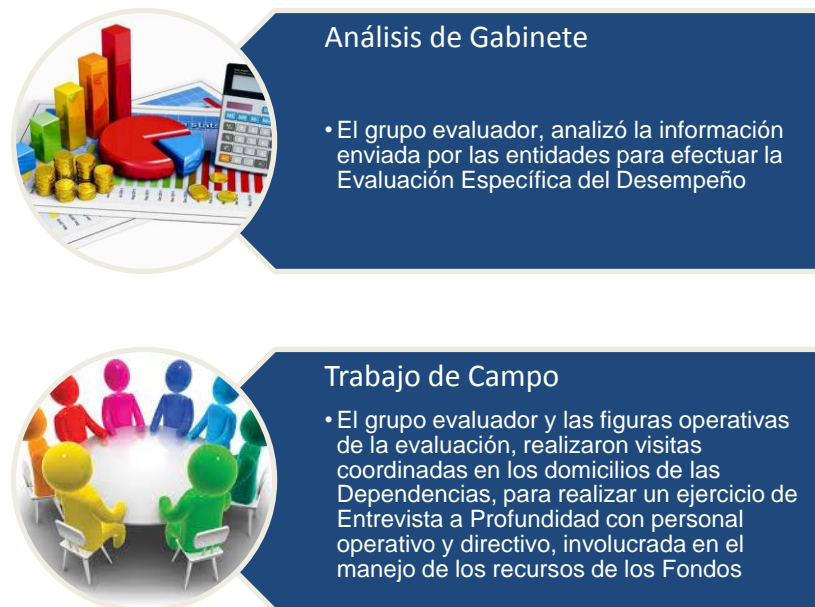 Análisis de Gabinete
• El grupo evaluador, analizó la información
enviada por las entidades para efectuar la
Evaluación Específica del Desempeño
Trabajo de Campo
• El grupo evaluador y las figuras operativas
de la evaluación, realizaron visitas
coordinadas en los domicilios de las
Dependencias, para realizar un ejercicio de
Entrevista a Profundidad con personal
operativo y directivo, involucrada en el
manejo de los recursos de los Fondos